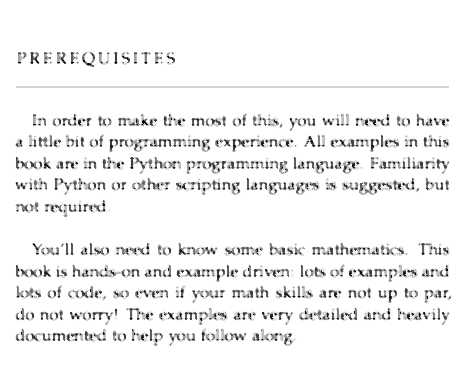 PREREQUISITES
In order to make the most of this, you will need to have
a little bit of programming experience. All examples in this
book are in the Python programming language. Familiarity
with Python or other scripting languages is suggested, but
not required.
You'll also need to know some basic mathematics. This
book is hands-on and example driven: lots of examples and
lots of code, so even if your math skills are not up to par,
do not worry! The examples are very detailed and heavily
documented to help you follow along.